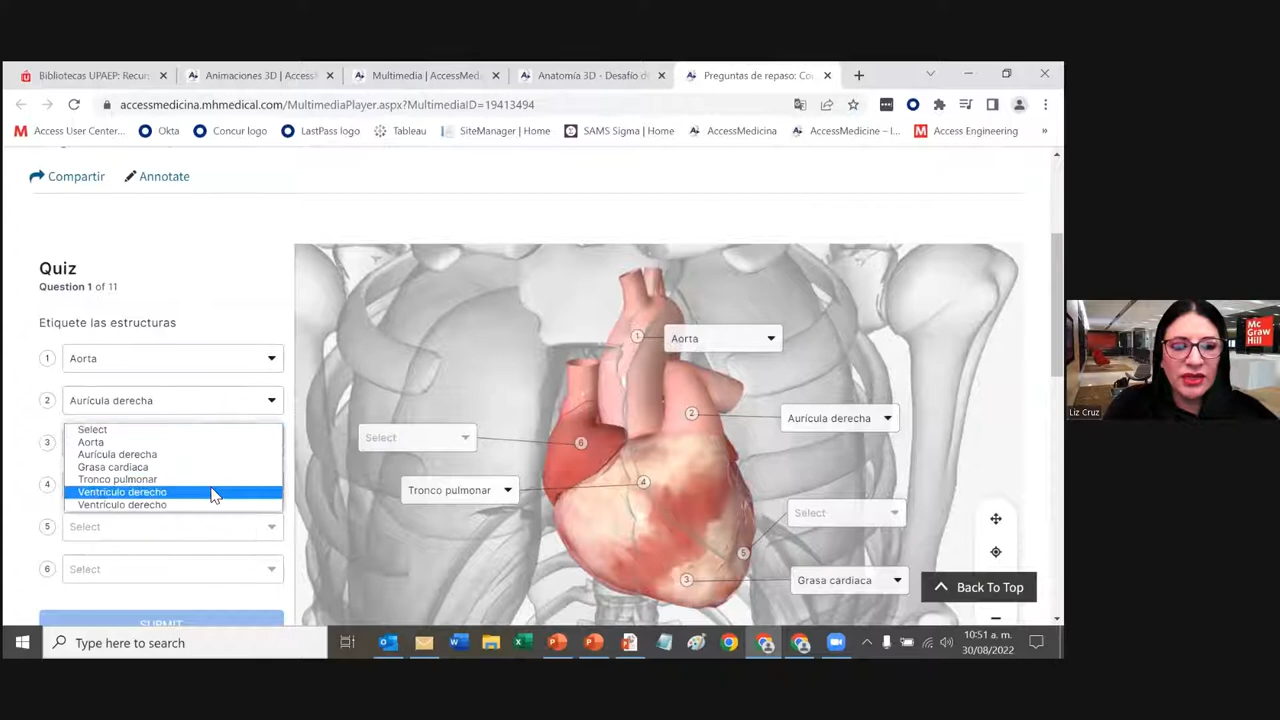 Bibliotecas UPAEP: Recur
Animaciones 3D | Access
Multimedia | AccessMed
Anatomía 3D - Desafío d
Preguntas de repaso: Co
accessmedicina.mhmedical.com/MultimediaPlayer.aspx?MultimediaID=19413494
Access User Center...
Okta
Concur logo
LastPass logo
Tableau
SiteManager | Home
SAMS Sigma | Home
AccessMedicina
AccessMedicine – I...
Access Engineering
»
Compartir
Annotate
Quiz
Question 1 of 11
Etiquete las estructuras
1 Aorta
2 Aurícula derecha
3
4
Select
Aorta
Aurícula derecha
Grasa cardiaca
Tronco pulmonar
Ventrículo derecho
Ventrículo derecho
5 Select
6 Select
SUBMIT
1 Aorta
2 Aurícula derecha
Select 6
Tronco pulmonar 4
Select
5
3 Grasa cardiaca
Back To Top
Mc
Graw
Hill
Liz Cruz
Type here to search
10:51 a. m.
30/08/2022